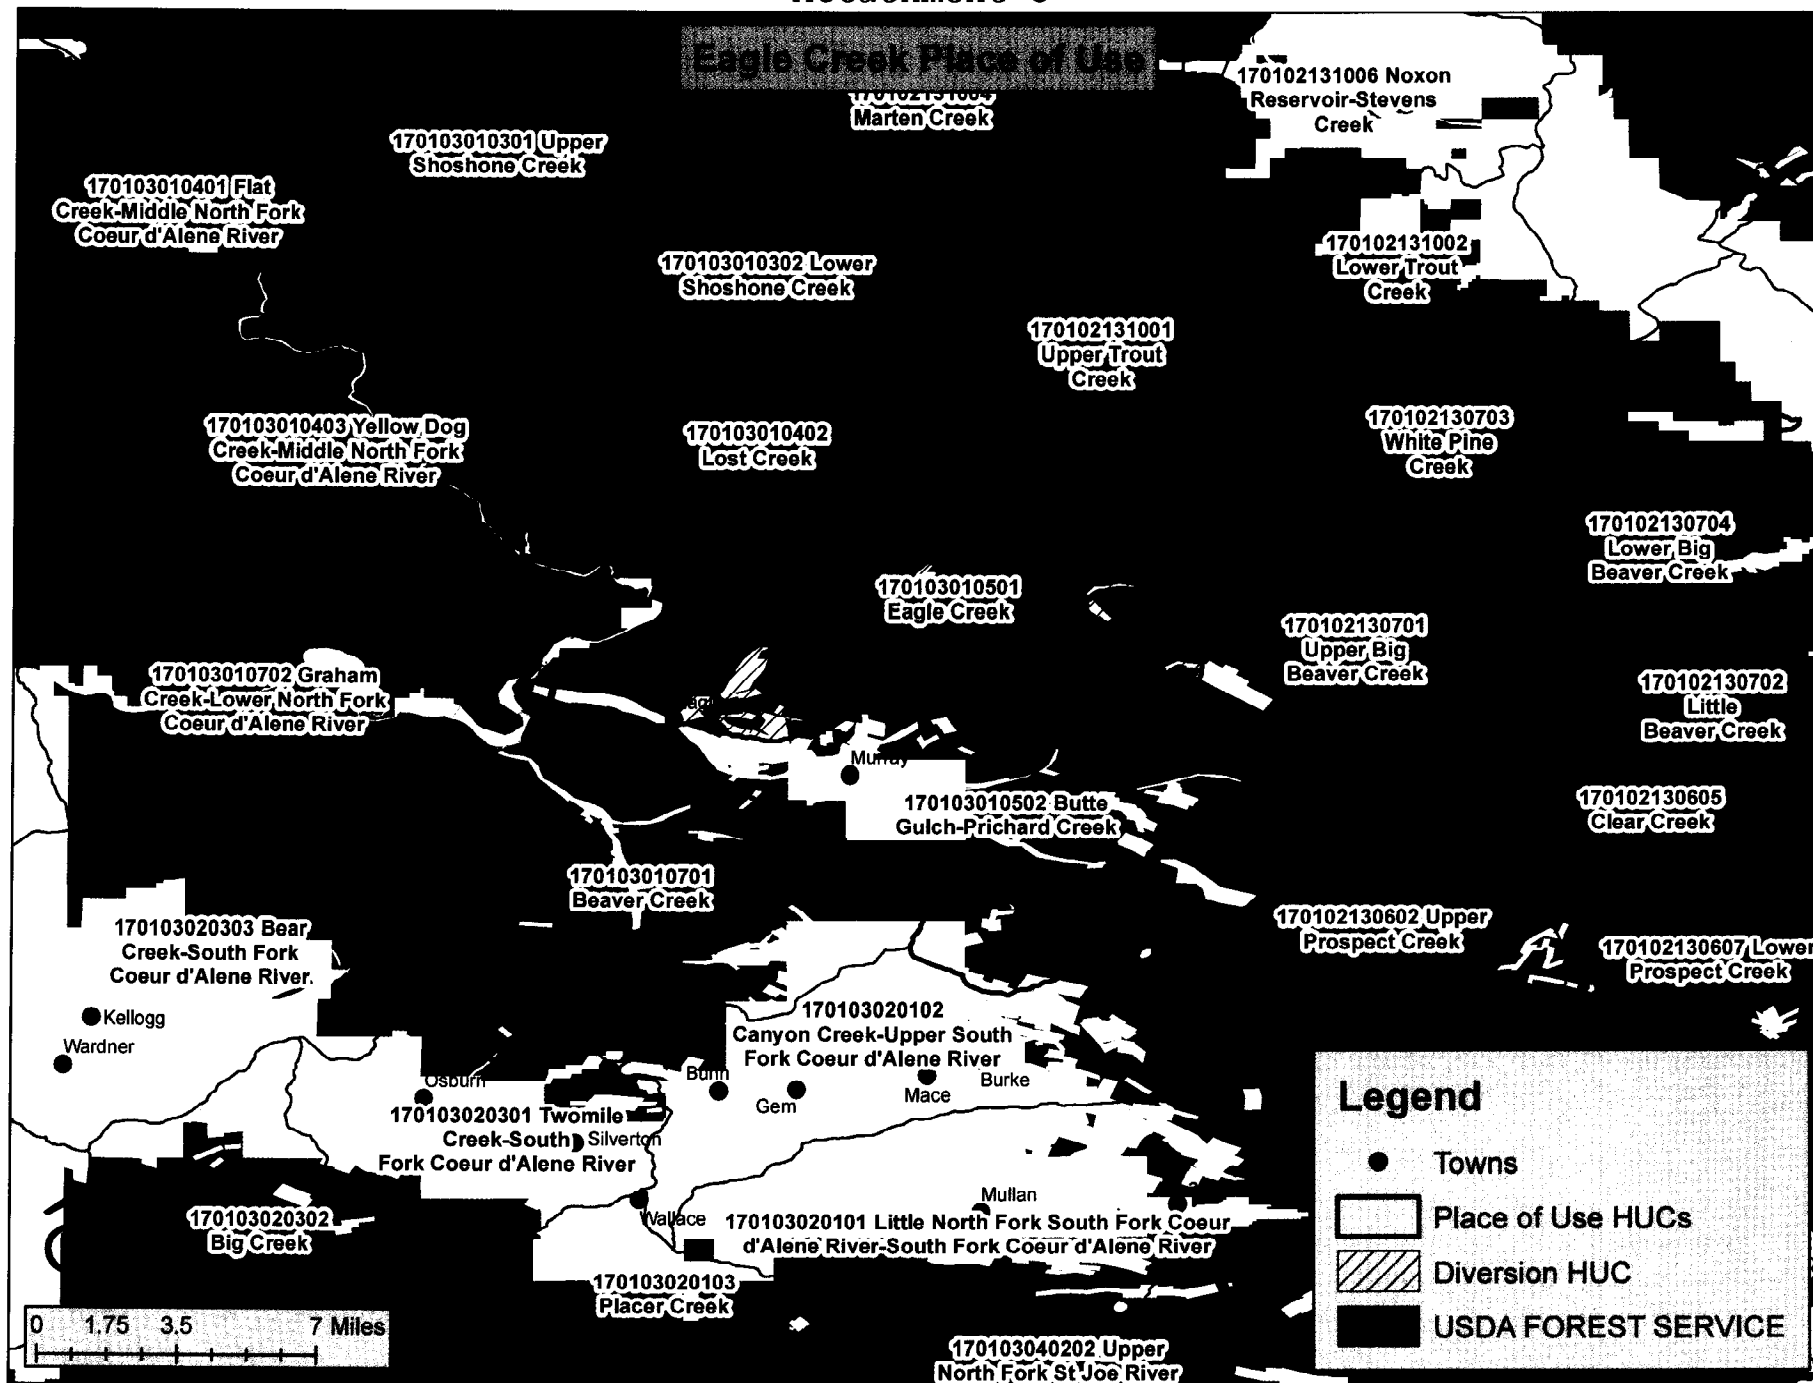 Eagle Creek Place of Use
170102131006 Noxon
Reservoir-Stevens
Creek
Marten Creek
170103010301 Upper
Shoshone Creek
170103010401 Flat
Creek-Middle North Fork
Coeur d'Alene River
170103010302 Lower
Shoshone Creek
170102131002
Lower Trout
Creek
170102131001
Upper Trout
Creek
170103010403 Yellow Dog
Creek-Middle North Fork
Coeur d'Alene River
170103010402
Lost Creek
170102130703
White Pine
Creek
170102130704
Lower Big
Beaver Creek
170103010501
Eagle Creek
170102130701
Upper Big
Beaver Creek
170103010702 Graham
Creek-Lower North Fork
Coeur d'Alene River
170102130702
Little
Beaver Creek
Murray
170103010502 Butte
Gulch-Prichard Creek
170102130605
Clear Creek
170103010701
Beaver Creek
170103020303 Bear
Creek-South Fork
Coeur d'Alene River
170102130602 Upper
Prospect Creek
170102130607 Lower
Prospect Creek
Kellogg
Wardner
170103020102
Canyon Creek-Upper South
Fork Coeur d'Alene River
Osburn
Bunn
Gem
Mace
Burke
170103020301 Twomile
Creek-South
Fork Coeur d'Alene River
Silverton
Mullan
Wallace
170103020101 Little North Fork South Fork Coeur
d'Alene River-South Fork Coeur d'Alene River
170103020302
Big Creek
170103020103
Placer Creek
170103040202 Upper
North Fork St Joe River
0 1.75 3.5 7 Miles
Legend
Towns
Place of Use HUCs
Diversion HUC
USDA FOREST SERVICE